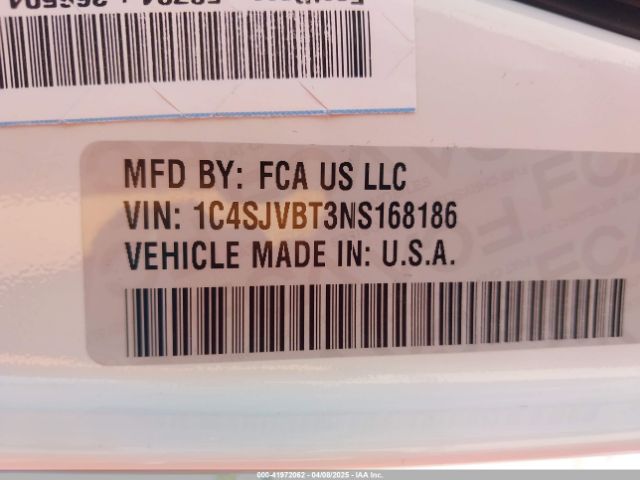 MFD BY: FCA US LLC
VIN: 1C4SJVBT3NS168186
VEHICLE MADE IN: U.S.A.
000-41972062 - 04/08/2025 - IAA Inc.